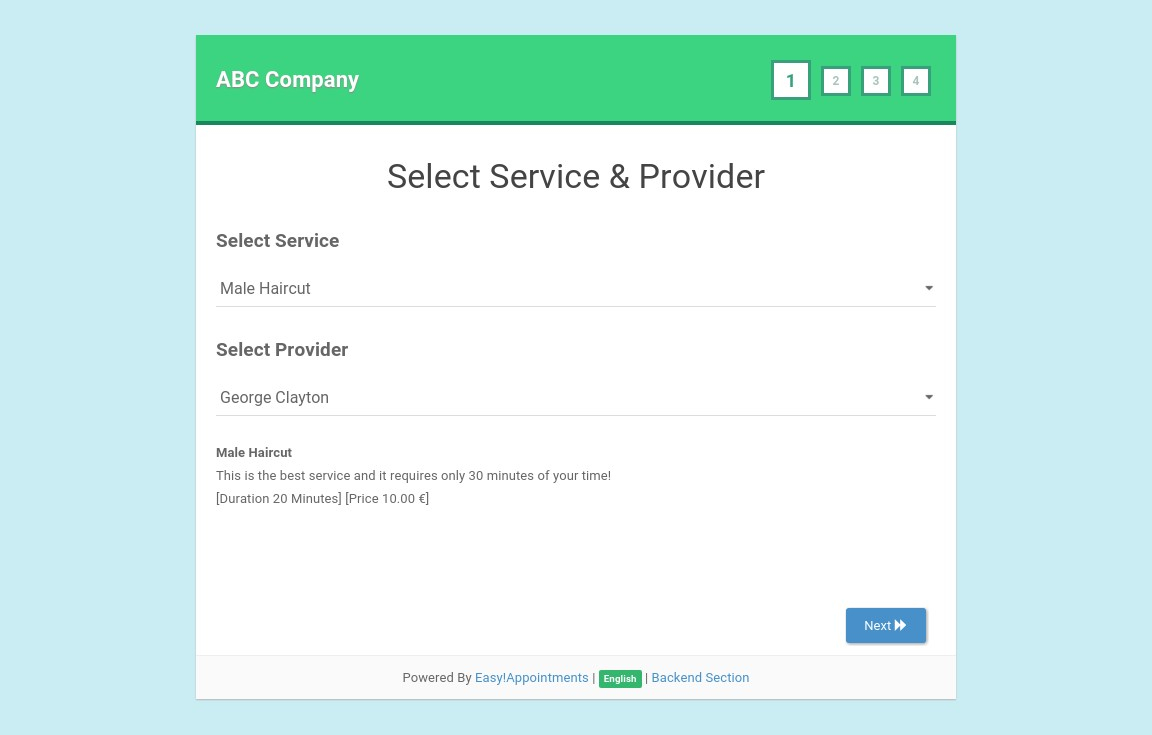 ABC Company
1 2 3 4
Select Service & Provider
Select Service
Male Haircut
Select Provider
George Clayton
Male Haircut
This is the best service and it requires only 30 minutes of your time!
[Duration 20 Minutes] [Price 10.00 €]
Next
Powered By Easy!Appointments | English | Backend Section